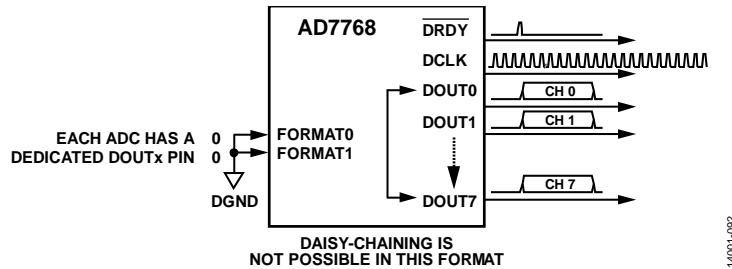 AD7768
DRDY
DCLK
DOUT0
CH 0
DOUT1
CH 1
EACH ADC HAS A 0
DEDICATED DOUTx PIN 0
FORMAT0
FORMAT1
DGND
DOUT7
CH 7
DAISY-CHAINING IS
NOT POSSIBLE IN THIS FORMAT
14001-092